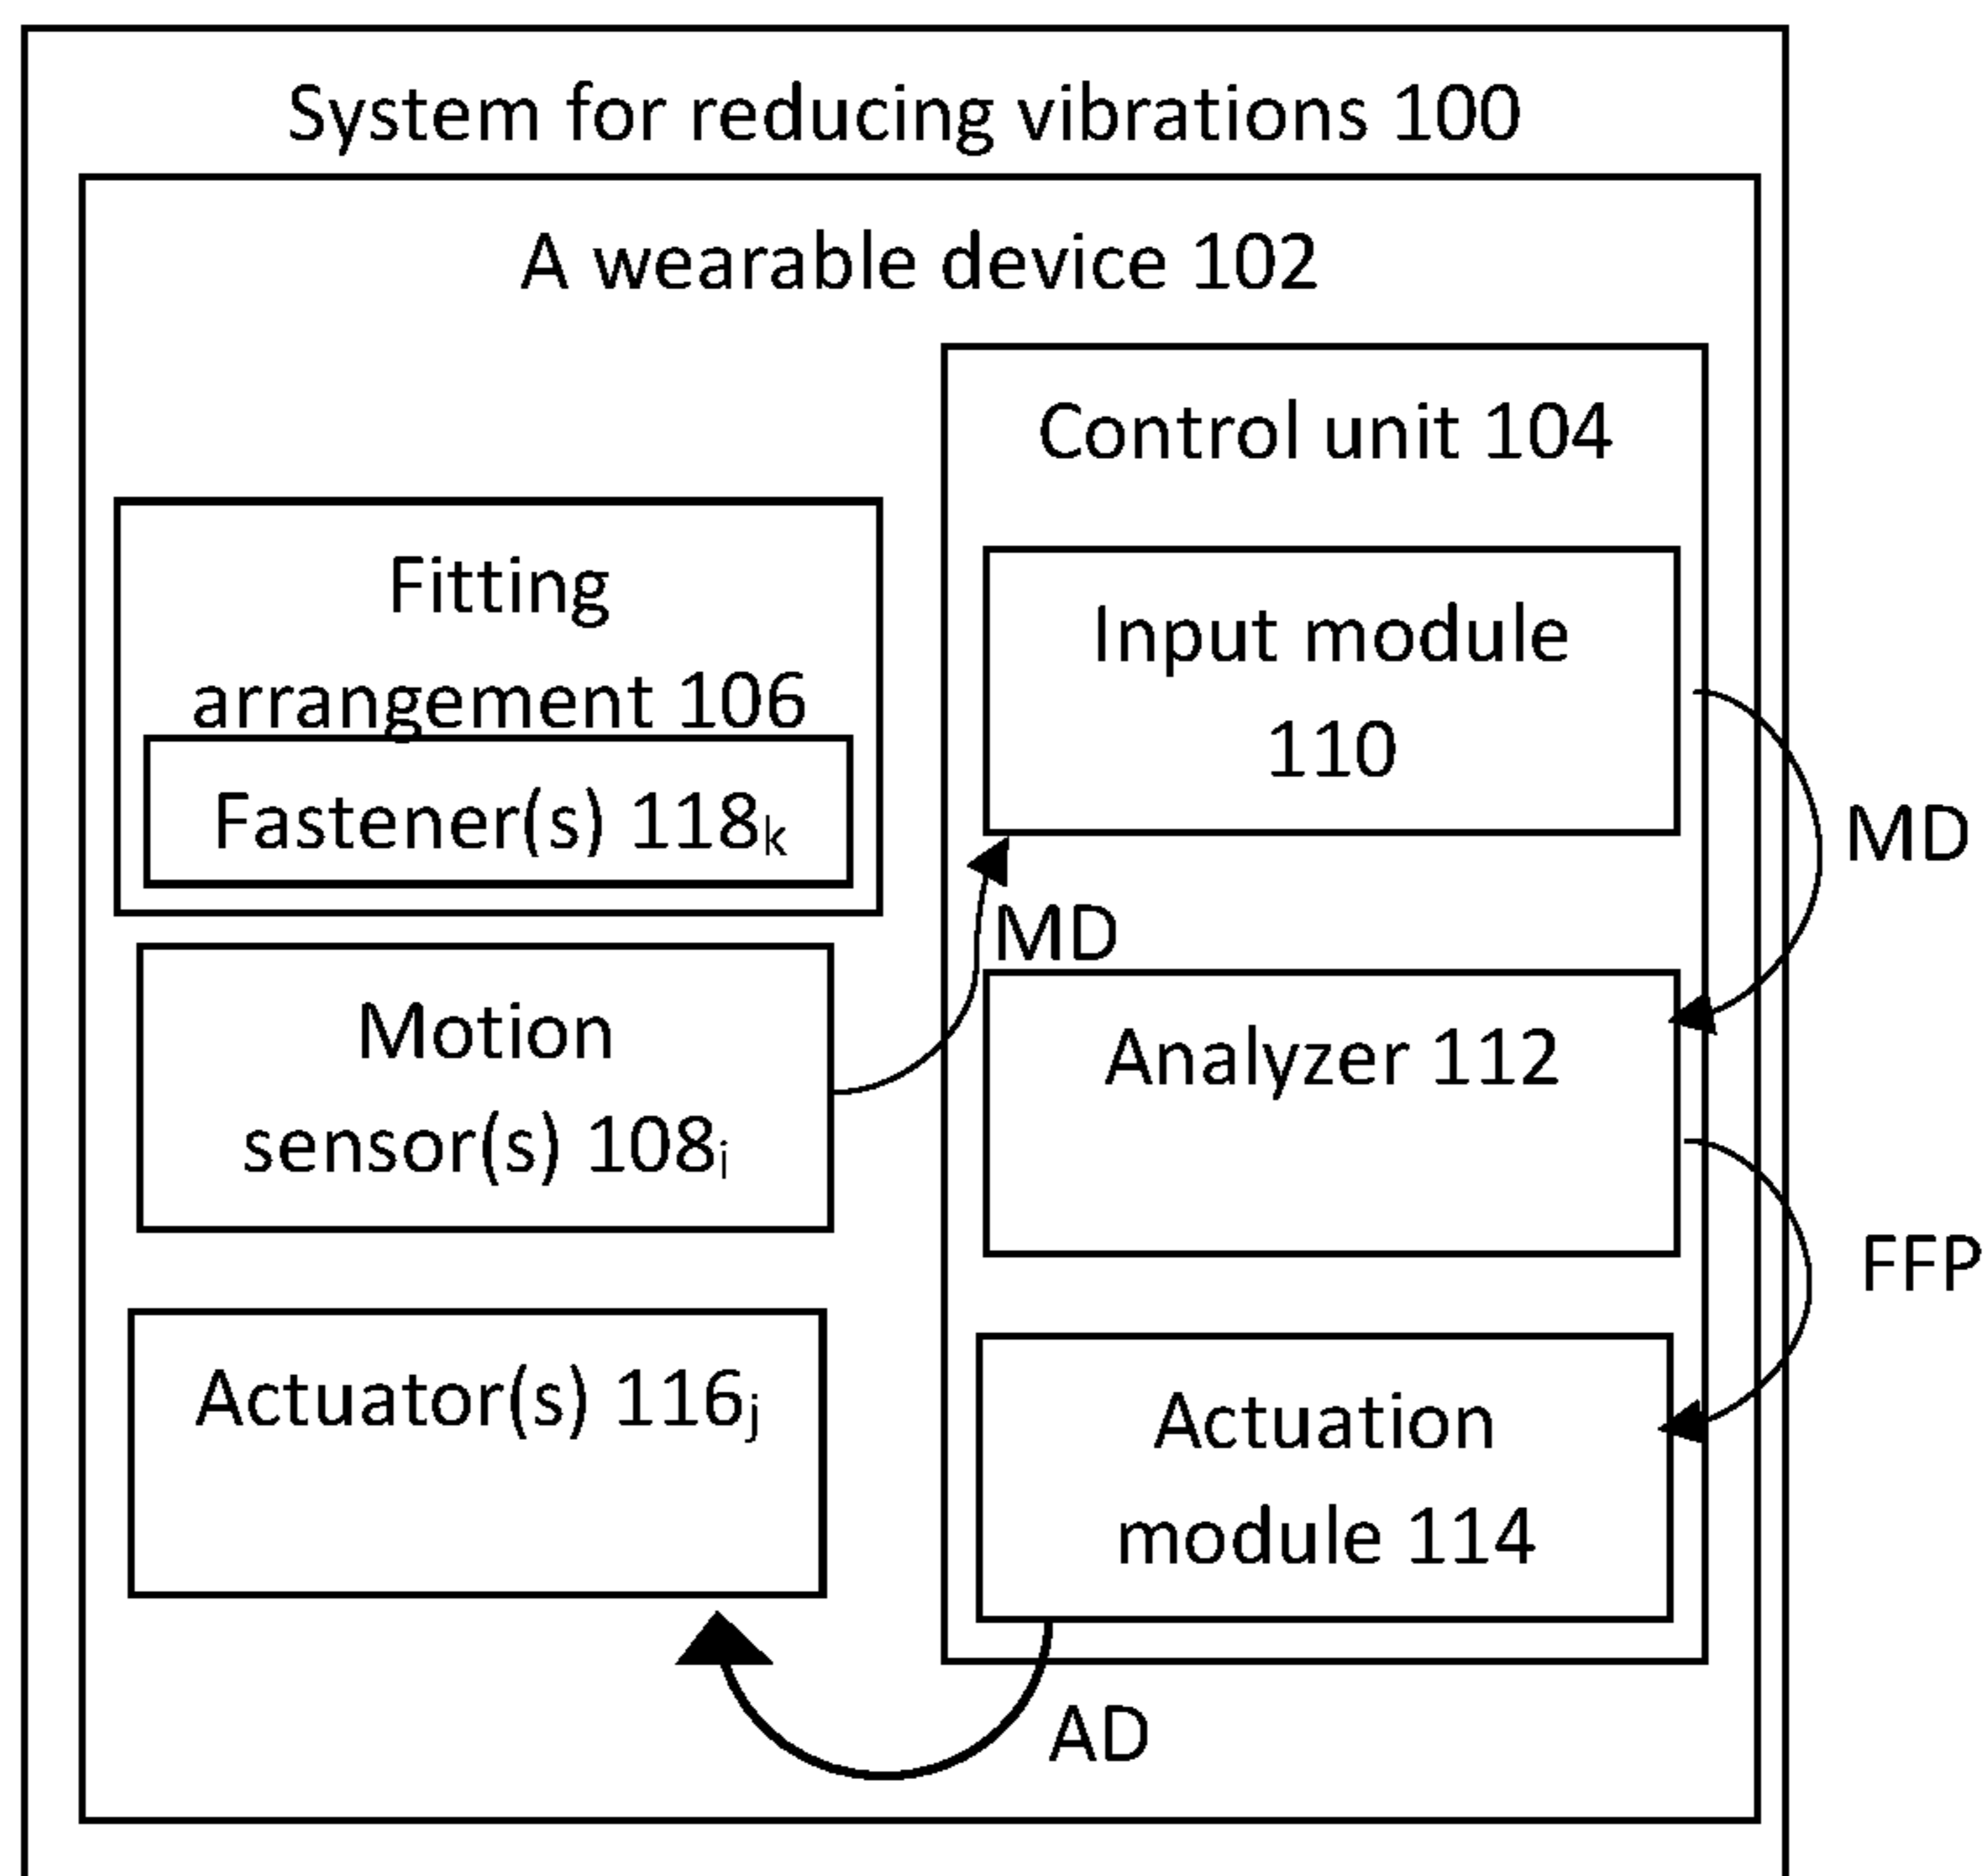 System for reducing vibrations 100
A wearable device 102
Fitting
arrangement 106
Fastener(s) 118k
Motion
sensor(s) 108i
Actuator(s) 116j
Control unit 104
Input module
110
MD
MD
Analyzer 112
FFP
Actuation
module 114
AD